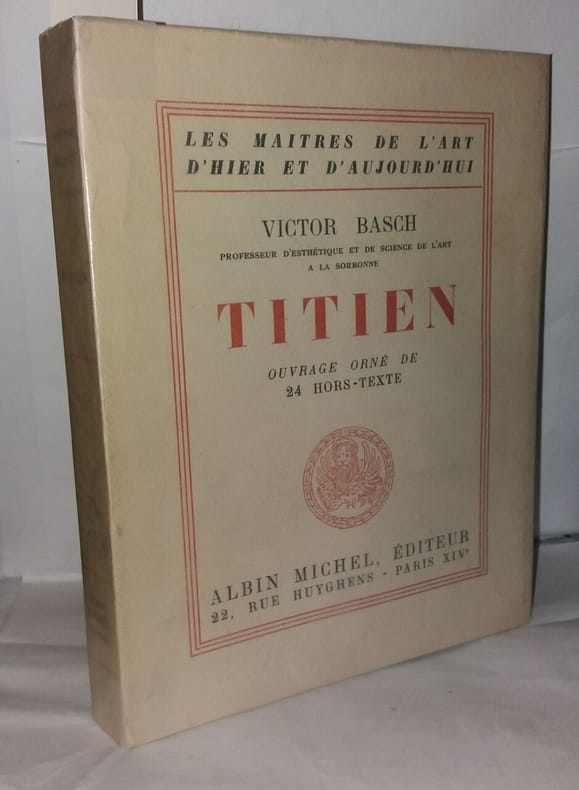 LES MAITRES DE L'ART
D'HIER ET D'AUJOURD'HUI
VICTOR BASCH
PROFESSEUR D'ESTHÉTIQUE ET DE SCIENCE DE L'ART
A LA SORBONNE
TITIEN
OUVRAGE ORNÉ DE
24 HORS-TEXTE
ALBIN MICHEL, ÉDITEUR
22, RUE HUYGHENS - PARIS XIVe